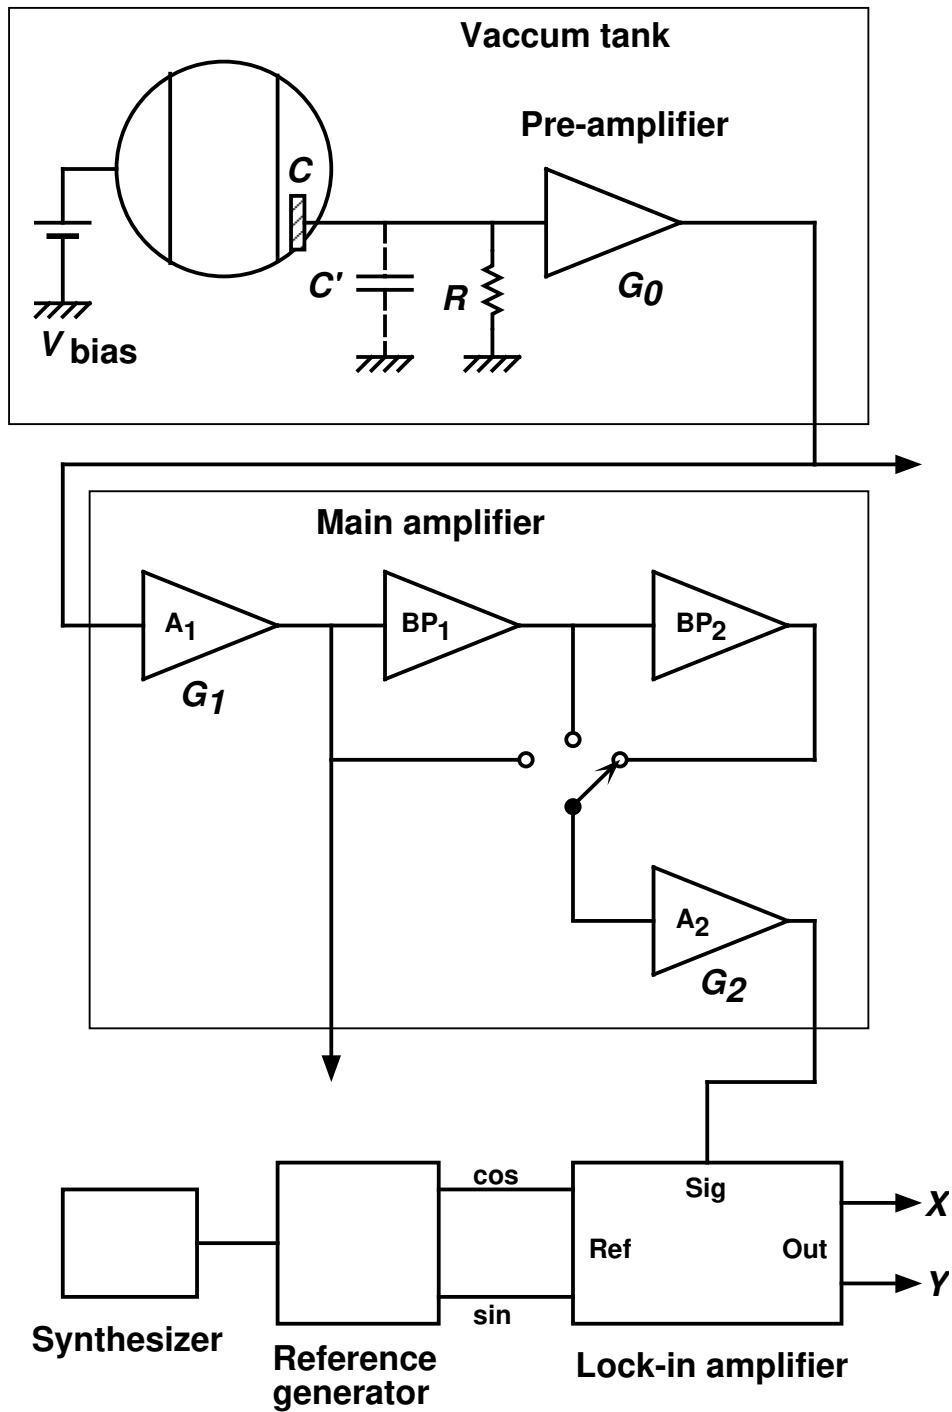 Vaccum tank
Pre-amplifier
C
C'
R
G0
V bias
Main amplifier
A1
BP1
BP2
G1
A2
G2
cos
Sig
X
Ref
Out
Y
sin
Synthesizer
Reference
generator
Lock-in amplifier